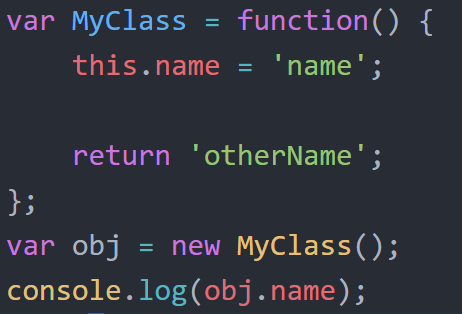 var MyClass = function() {
    this.name = 'name';

    return 'otherName';
};
var obj = new MyClass();
console.log(obj.name);